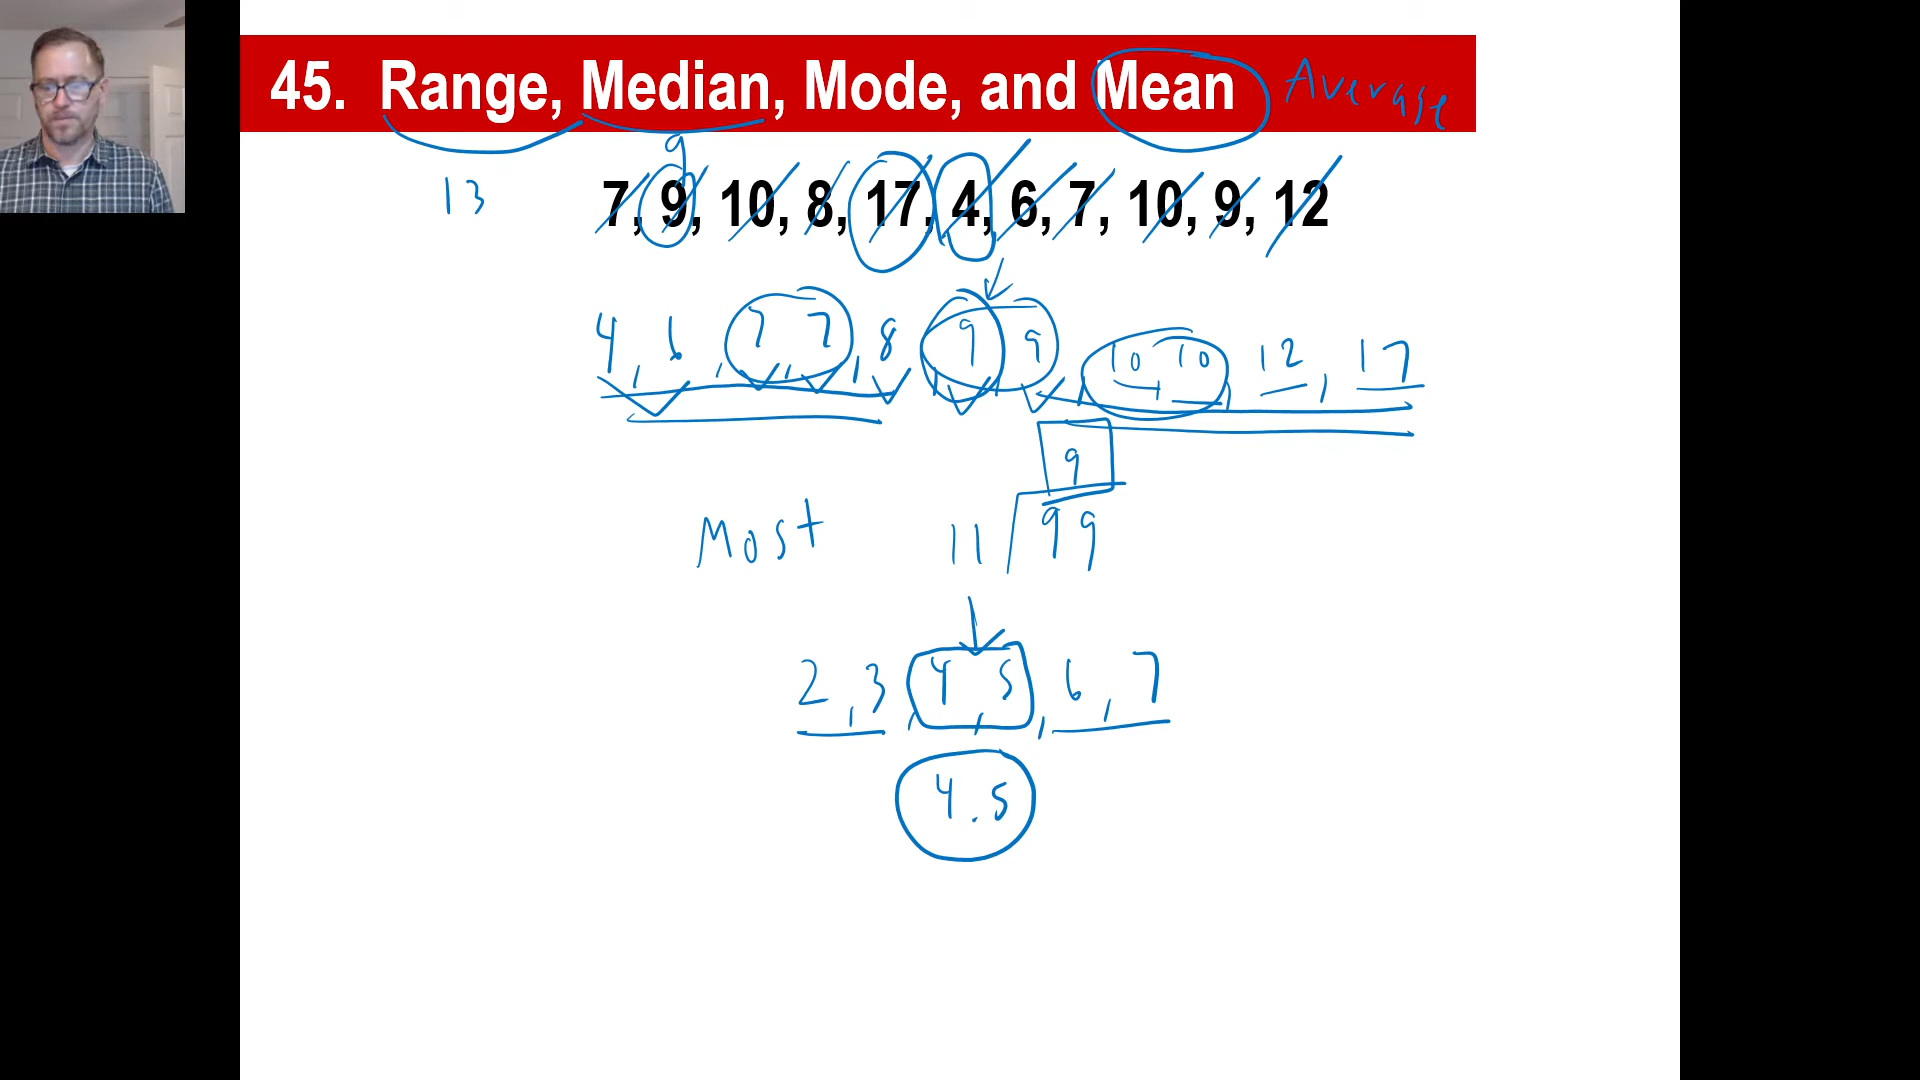 45. Range, Median, Mode, and Mean Average
9
13 7, 9, 10, 8, 17, 4, 6, 7, 10, 9, 12
4, 6, 7, 7, 8, 9, 9, 10, 10, 12, 17
9
Most 11 99
2, 3, 4, 5, 6, 7
4.5